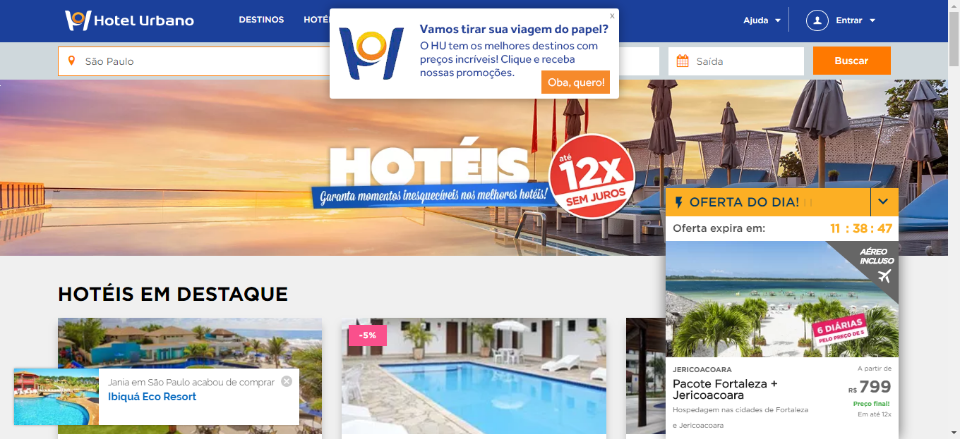 Hotel Urbano
DESTINOS
Ajuda
Entrar
x
Vamos tirar sua viagem do papel?
O HU tem os melhores destinos com
preços incríveis! Clique e receba
nossas promoções.
Oba, quero!
São Paulo
Saída
Buscar
HOTÉIS
Garanta momentos inesquecíveis nos melhores hotéis!
até
12x
SEM JUROS
OFERTA DO DIA!
Oferta expira em:
11 : 38 : 47
AÉREO
INCLUSO
6 DIÁRIAS
PELO PREÇO DE 5
JERICOACOARA
A partir de
Pacote Fortaleza +
Jericoacoara
R$ 799
Preço final!
Hospedagem nas cidades de Fortaleza
Em até 12x
e Jericoacoara
HOTÉIS EM DESTAQUE
-5%
Jania em São Paulo acabou de comprar
Ibiquá Eco Resort